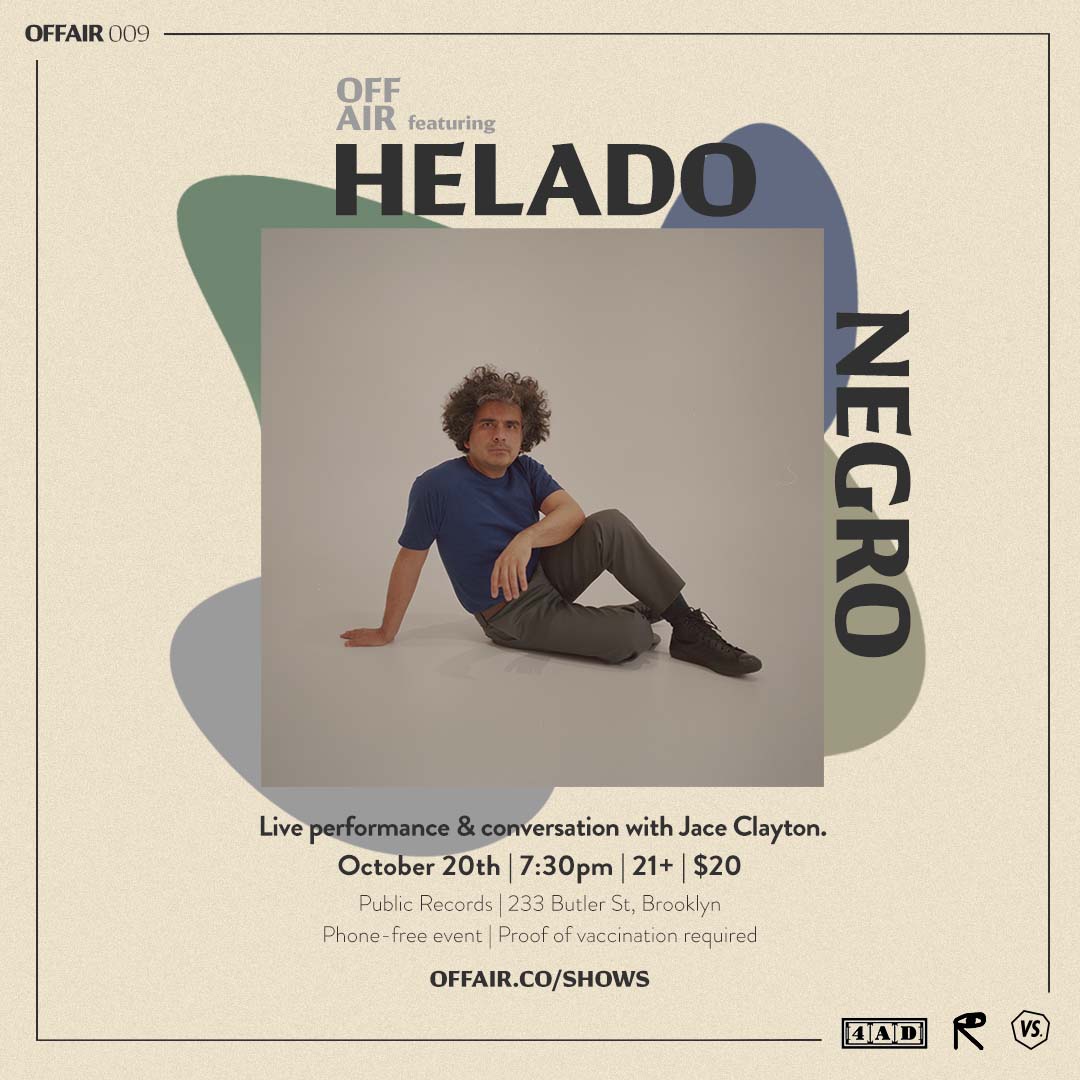 OFFAIR 009
OFF
AIR featuring
HELADO
NEGRO
Live performance & conversation with Jace Clayton.
October 20th | 7:30pm | 21+ | $20
Public Records | 233 Butler St, Brooklyn
Phone-free event | Proof of vaccination required
OFFAIR.CO/SHOWS
4AD
VS.